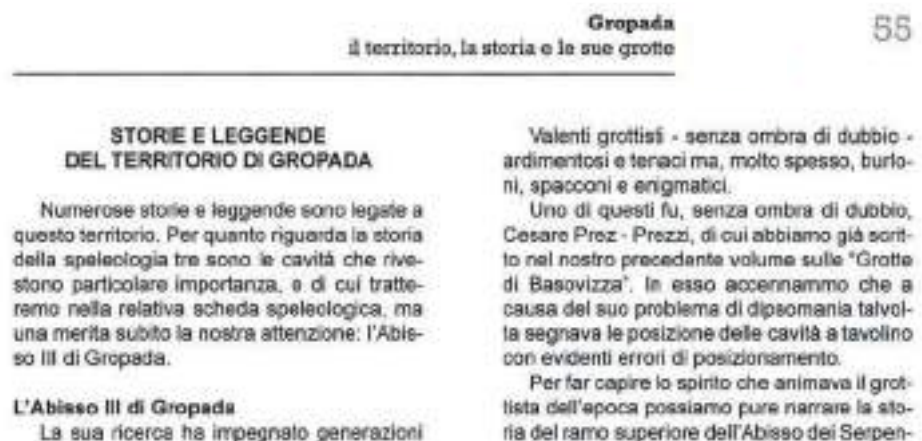 Gropada
il territorio, la storia e le sue grotte
55
STORIE E LEGGENDE
DEL TERRITORIO DI GROPADA
Numerose storie e leggende sono legate a
questo territorio. Per quanto riguarda la storia
della speleologia tre sono le cavità che rive-
stono particolare importanza, e di cui tratte-
remo nella relativa scheda speleologica, ma
una merita subito la nostra attenzione: l'Abis-
so III di Gropada.
L'Abisso III di Gropada
La sua ricerca ha impegnato generazioni
Valenti grottisti - senza ombra di dubbio -
ardimentosi e tenaci ma, molto spesso, burlo-
ni, spacconi e enigmatici.
Uno di questi fu, senza ombra di dubbio,
Cesare Prez - Prezzi, di cui abbiamo già scrit-
to nel nostro precedente volume sulle "Grotte
di Basovizza". In esso accennammo che a
causa del suo problema di dipsomania talvol-
ta segnava le posizione delle cavità a tavolino
con evidenti errori di posizionamento.
Per far capire lo spirito che animava il grot-
tista dell'epoca possiamo pure narrare la sto-
ria del ramo superiore dell'Abisso dei Serpen-